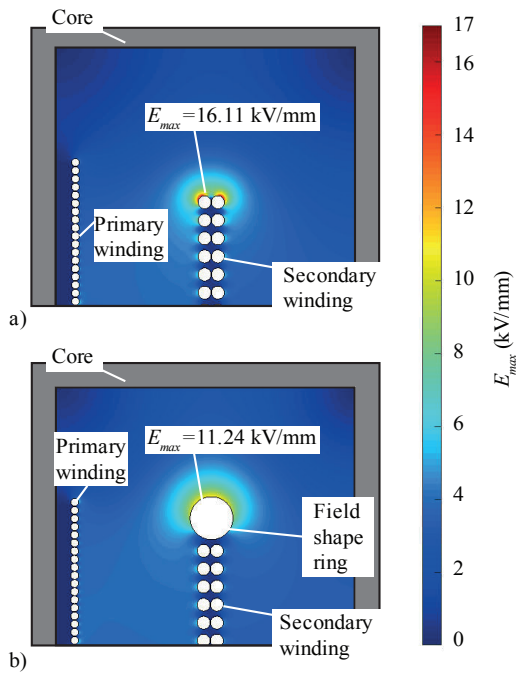 Core
E_max=16.11 kV/mm
Primary
winding
Secondary
winding
a)
Core
Primary
winding
E_max=11.24 kV/mm
Field
shape
ring
Secondary
winding
b)
17
16
14
12
10
8
6
4
2
0
E_max (kV/mm)